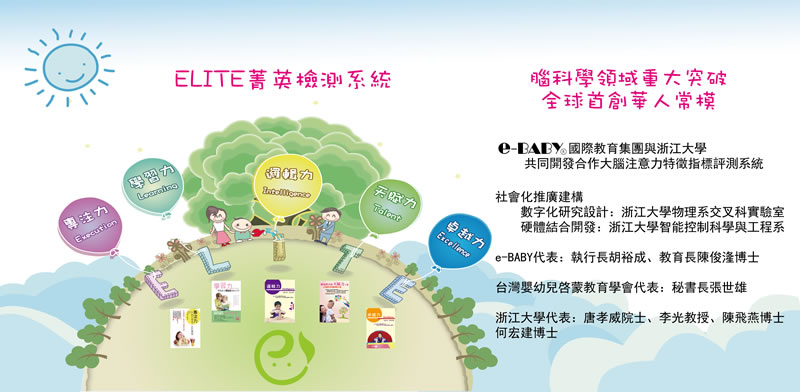 ELITE菁英檢測系統
專注力
Execution
學習力
Learning
邏輯力
Intelligence
天賦力
Talent
卓越力
Excellence
E L I T E
學習力
邏輯力
腦科學領域重大突破
全球首創華人常模
e-BABY® 國際教育集團與浙江大學
共同開發合作大腦注意力特徵指標評測系統
社會化推廣建構
數字化研究設計：浙江大學物理系交叉科實驗室
硬體結合開發：浙江大學智能控制科學與工程系
e-BABY代表：執行長胡裕成、教育長陳俊湰博士
台灣嬰幼兒啓蒙教育學會代表：秘書長張世雄
浙江大學代表：唐孝威院士、李光教授、陳飛燕博士
何宏建博士